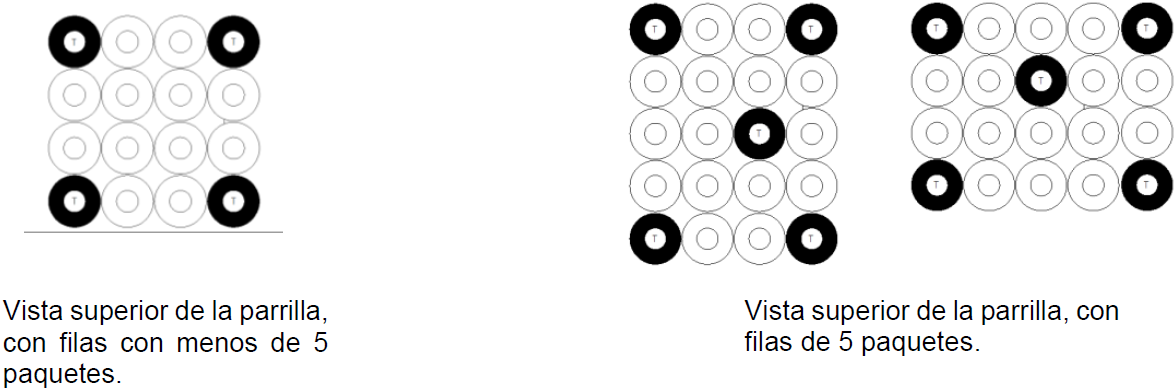 T T T T
T T
T
T
T T T T
T T
Vista superior de la parrilla,
con filas con menos de 5
paquetes.
Vista superior de la parrilla, con
filas de 5 paquetes.